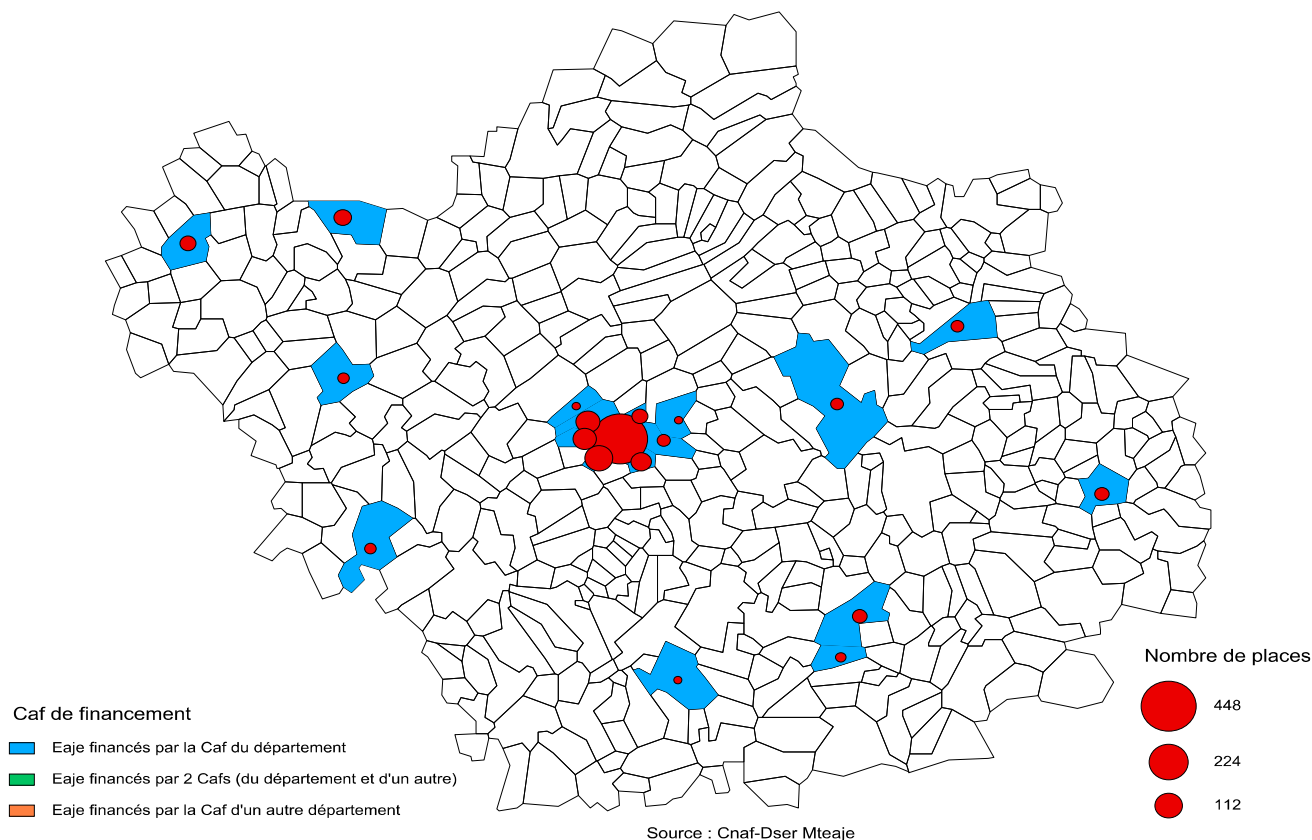 Nombre de places
448
224
112
Caf de financement
Eaje financés par la Caf du département
Eaje financés par 2 Cafs (du département et d'un autre)
Eaje financés par la Caf d'un autre département
Source : Cnaf-Dser Mteaje